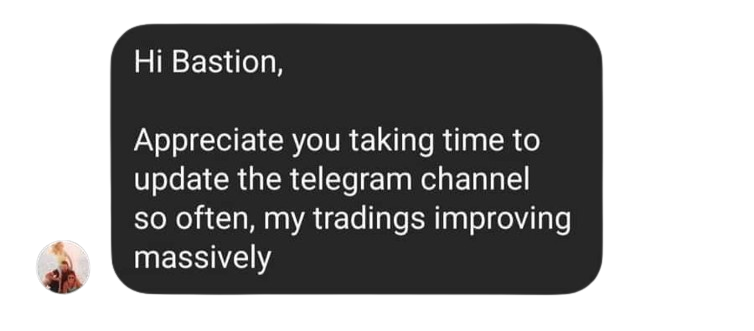 Hi Bastion,
Appreciate you taking time to
update the telegram channel
so often, my tradings improving
massively